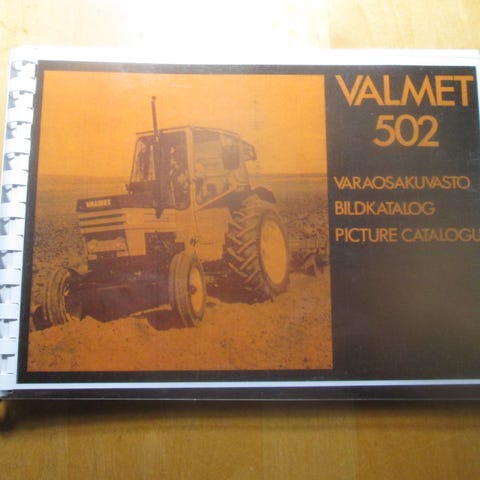 VALMET
502
VARAOSAKUVASTO
BILDKATALOG
PICTURE CATALOGU
VALMET